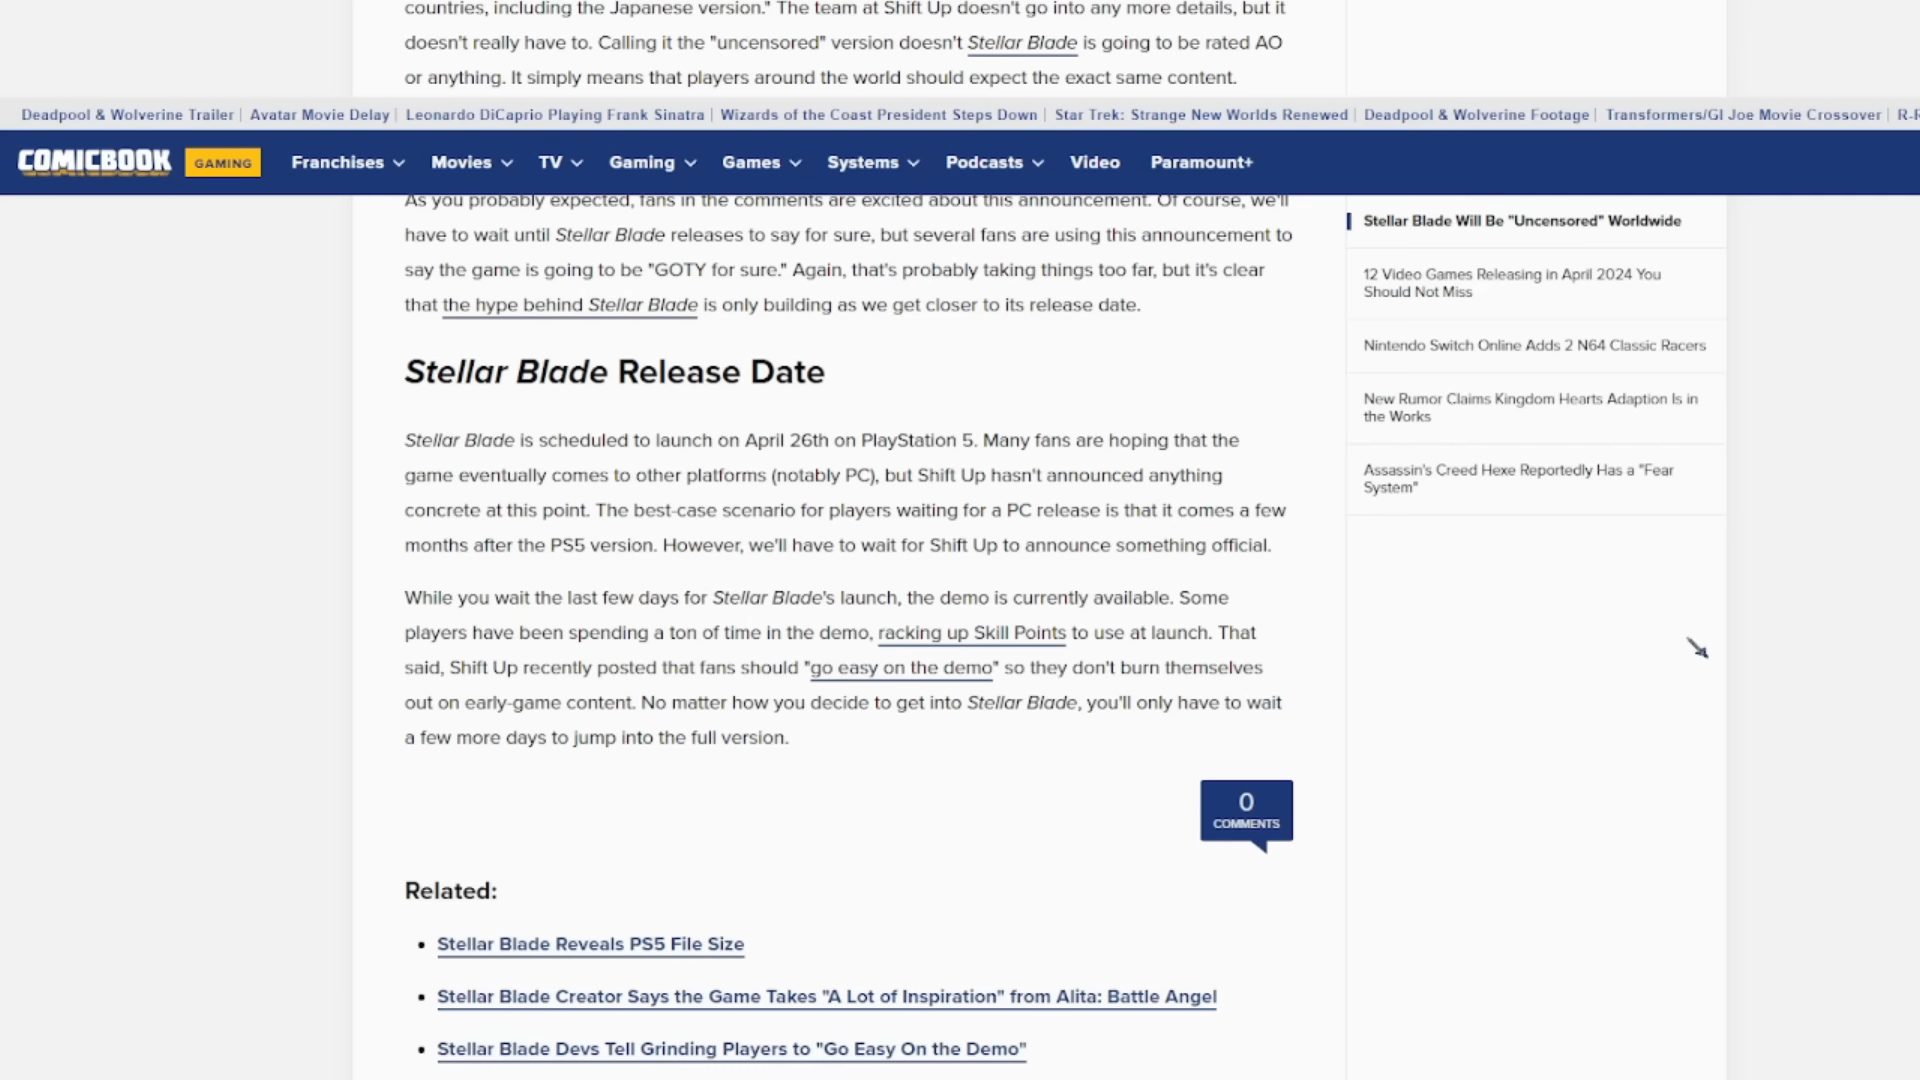 countries, including the Japanese version." The team at Shift Up doesn't go into any more details, but it
doesn't really have to. Calling it the "uncensored" version doesn't Stellar Blade is going to be rated AO
or anything. It simply means that players around the world should expect the exact same content.
Deadpool & Wolverine Trailer | Avatar Movie Delay | Leonardo DiCaprio Playing Frank Sinatra | Wizards of the Coast President Steps Down | Star Trek: Strange New Worlds Renewed | Deadpool & Wolverine Footage | Transformers/GI Joe Movie Crossover | R-R
COMICBOOK GAMING Franchises Movies TV Gaming Games Systems Podcasts Video Paramount+
As you probably expected, fans in the comments are excited about this announcement. Of course, we'll
have to wait until Stellar Blade releases to say for sure, but several fans are using this announcement to
say the game is going to be "GOTY for sure." Again, that's probably taking things too far, but it's clear
that the hype behind Stellar Blade is only building as we get closer to its release date.
Stellar Blade Release Date
Stellar Blade is scheduled to launch on April 26th on PlayStation 5. Many fans are hoping that the
game eventually comes to other platforms (notably PC), but Shift Up hasn't announced anything
concrete at this point. The best-case scenario for players waiting for a PC release is that it comes a few
months after the PS5 version. However, we'll have to wait for Shift Up to announce something official.
While you wait the last few days for Stellar Blade's launch, the demo is currently available. Some
players have been spending a ton of time in the demo, racking up Skill Points to use at launch. That
said, Shift Up recently posted that fans should "go easy on the demo" so they don't burn themselves
out on early-game content. No matter how you decide to get into Stellar Blade, you'll only have to wait
a few more days to jump into the full version.
0
COMMENTS
Related:
• Stellar Blade Reveals PS5 File Size
• Stellar Blade Creator Says the Game Takes "A Lot of Inspiration" from Alita: Battle Angel
• Stellar Blade Devs Tell Grinding Players to "Go Easy On the Demo"
Stellar Blade Will Be "Uncensored" Worldwide
12 Video Games Releasing in April 2024 You
Should Not Miss
Nintendo Switch Online Adds 2 N64 Classic Racers
New Rumor Claims Kingdom Hearts Adaption Is in
the Works
Assassin's Creed Hexe Reportedly Has a "Fear
System"